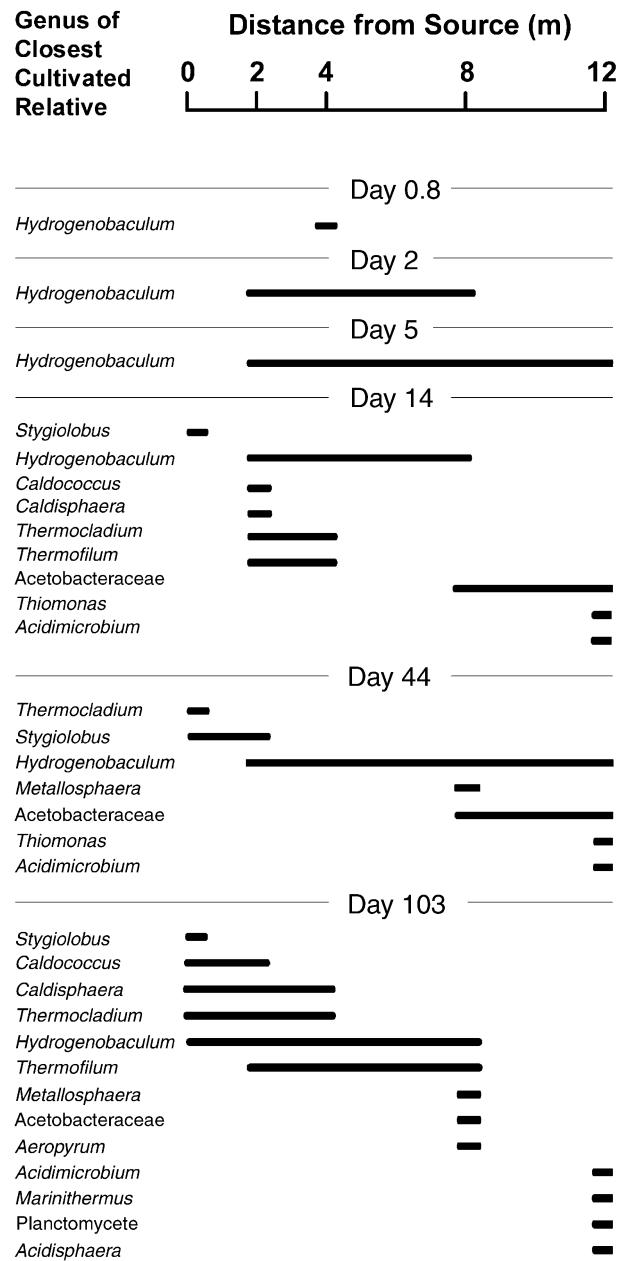 Genus of
Closest
Cultivated
Relative
Distance from Source (m)
0 2 4 8 12
Day 0.8
Hydrogenobaculum
Day 2
Hydrogenobaculum
Day 5
Hydrogenobaculum
Day 14
Stygiolobus
Hydrogenobaculum
Caldococcus
Caldisphaera
Thermocladium
Thermofilum
Acetobacteraceae
Thiomonas
Acidimicrobium
Day 44
Thermocladium
Stygiolobus
Hydrogenobaculum
Metallosphaera
Acetobacteraceae
Thiomonas
Acidimicrobium
Day 103
Stygiolobus
Caldococcus
Caldisphaera
Thermocladium
Hydrogenobaculum
Thermofilum
Metallosphaera
Acetobacteraceae
Aeropyrum
Acidimicrobium
Marinithermus
Planctomycete
Acidisphaera